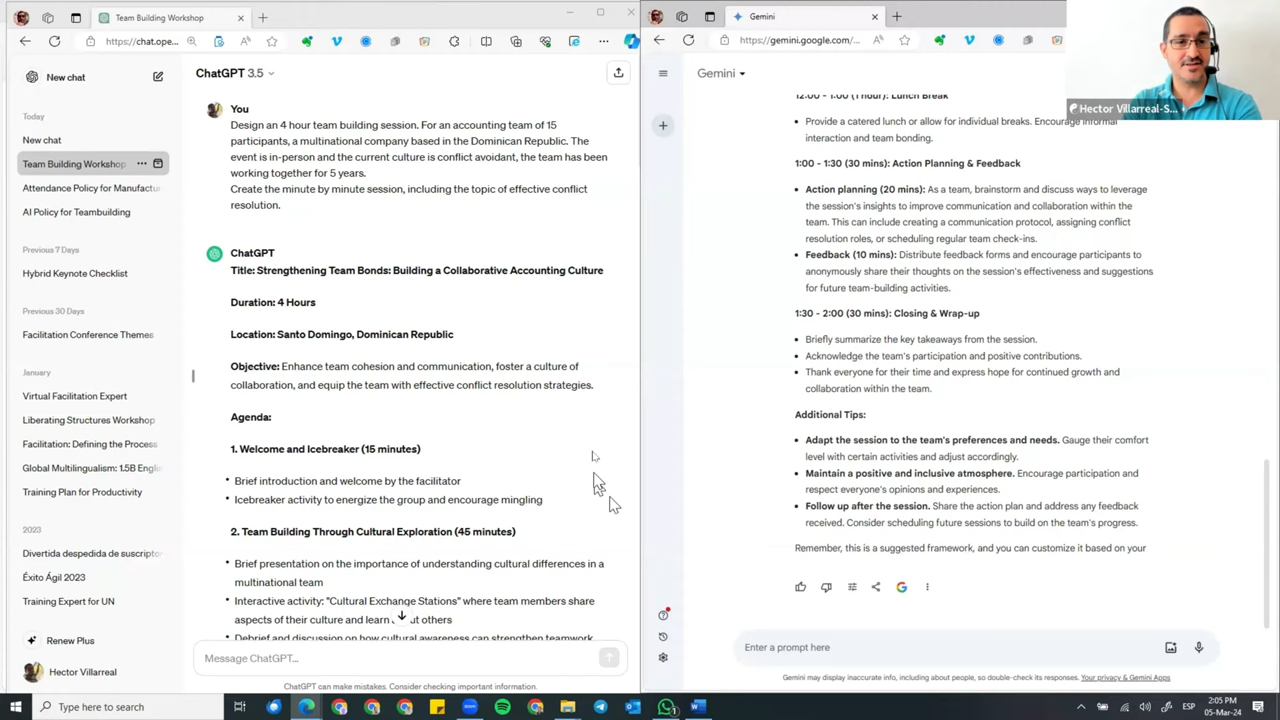 Team Building Workshop
https://chat.ope...
New chat
Today
New chat
Team Building Workshop
Attendance Policy for Manufactu
AI Policy for Teambuilding
Previous 7 Days
Hybrid Keynote Checklist
Previous 30 Days
Facilitation Conference Themes
January
Virtual Facilitation Expert
Liberating Structures Workshop
Facilitation: Defining the Process
Global Multilingualism: 1.5B Engli
Training Plan for Productivity
2023
Divertida despedida de suscriptor
Éxito Ágil 2023
Training Expert for UN
Renew Plus
Hector Villarreal
ChatGPT 3.5
You
Design an 4 hour team building session. For an accounting team of 15
participants, a multinational company based in the Dominican Republic. The
event is in-person and the current culture is conflict avoidant, the team has been
working together for 5 years.
Create the minute by minute session, including the topic of effective conflict
resolution.
ChatGPT
Title: Strengthening Team Bonds: Building a Collaborative Accounting Culture
Duration: 4 Hours
Location: Santo Domingo, Dominican Republic
Objective: Enhance team cohesion and communication, foster a culture of
collaboration, and equip the team with effective conflict resolution strategies.
Agenda:
1. Welcome and Icebreaker (15 minutes)
• Brief introduction and welcome by the facilitator
• Icebreaker activity to energize the group and encourage mingling
2. Team Building Through Cultural Exploration (45 minutes)
• Brief presentation on the importance of understanding cultural differences in a
multinational team
• Interactive activity: "Cultural Exchange Stations" where team members share
aspects of their culture and learn ut others
• Debrief and discussion on how cultural awareness can strengthen teamwork
Message ChatGPT...
ChatGPT can make mistakes. Consider checking important information.
Gemini
https://gemini.google.com/...
Gemini
12:00 - 1:00 (1 hour): Lunch Break
• Provide a catered lunch or allow for individual breaks. Encourage informal
interaction and team bonding.
1:00 - 1:30 (30 mins): Action Planning & Feedback
• Action planning (20 mins): As a team, brainstorm and discuss ways to leverage
the session's insights to improve communication and collaboration within the
team. This can include creating a communication protocol, assigning conflict
resolution roles, or scheduling regular team check-ins.
• Feedback (10 mins): Distribute feedback forms and encourage participants to
anonymously share their thoughts on the session's effectiveness and suggestions
for future team-building activities.
1:30 - 2:00 (30 mins): Closing & Wrap-up
• Briefly summarize the key takeaways from the session.
• Acknowledge the team's participation and positive contributions.
• Thank everyone for their time and express hope for continued growth and
collaboration within the team.
Additional Tips:
• Adapt the session to the team's preferences and needs. Gauge their comfort
level with certain activities and adjust accordingly.
• Maintain a positive and inclusive atmosphere. Encourage participation and
respect everyone's opinions and experiences.
• Follow up after the session. Share the action plan and address any feedback
received. Consider scheduling future sessions to build on the team's progress.
Remember, this is a suggested framework, and you can customize it based on your
Enter a prompt here
Gemini may display inaccurate info, including about people, so double-check its responses. Your privacy & Gemini Apps
Hector Villarreal-S...
Type here to search
ESP
2:05 PM
05-Mar-24